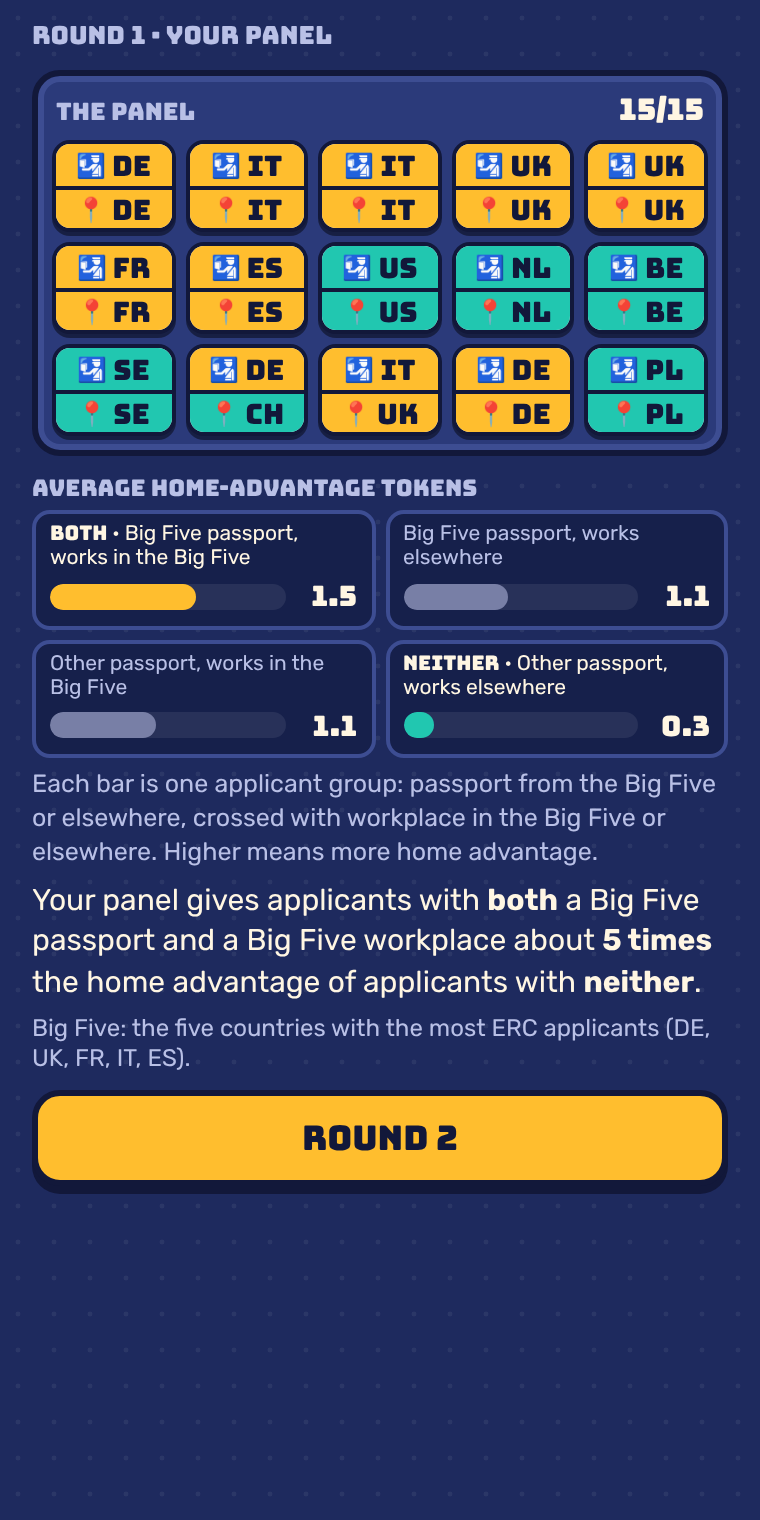 ROUND 1 · YOUR PANEL
THE PANEL 15/15
🛂 DE 🛂 IT 🛂 IT 🛂 UK 🛂 UK
📍 DE 📍 IT 📍 IT 📍 UK 📍 UK
🛂 FR 🛂 ES 🛂 US 🛂 NL 🛂 BE
📍 FR 📍 ES 📍 US 📍 NL 📍 BE
🛂 SE 🛂 DE 🛂 IT 🛂 DE 🛂 PL
📍 SE 📍 CH 📍 UK 📍 DE 📍 PL
AVERAGE HOME-ADVANTAGE TOKENS
BOTH · Big Five passport,
works in the Big Five
1.5
Big Five passport, works
elsewhere
1.1
Other passport, works in the
Big Five
1.1
NEITHER · Other passport,
works elsewhere
0.3
Each bar is one applicant group: passport from the Big Five
or elsewhere, crossed with workplace in the Big Five or
elsewhere. Higher means more home advantage.
Your panel gives applicants with both a Big Five
passport and a Big Five workplace about 5 times
the home advantage of applicants with neither.
Big Five: the five countries with the most ERC applicants (DE,
UK, FR, IT, ES).
ROUND 2